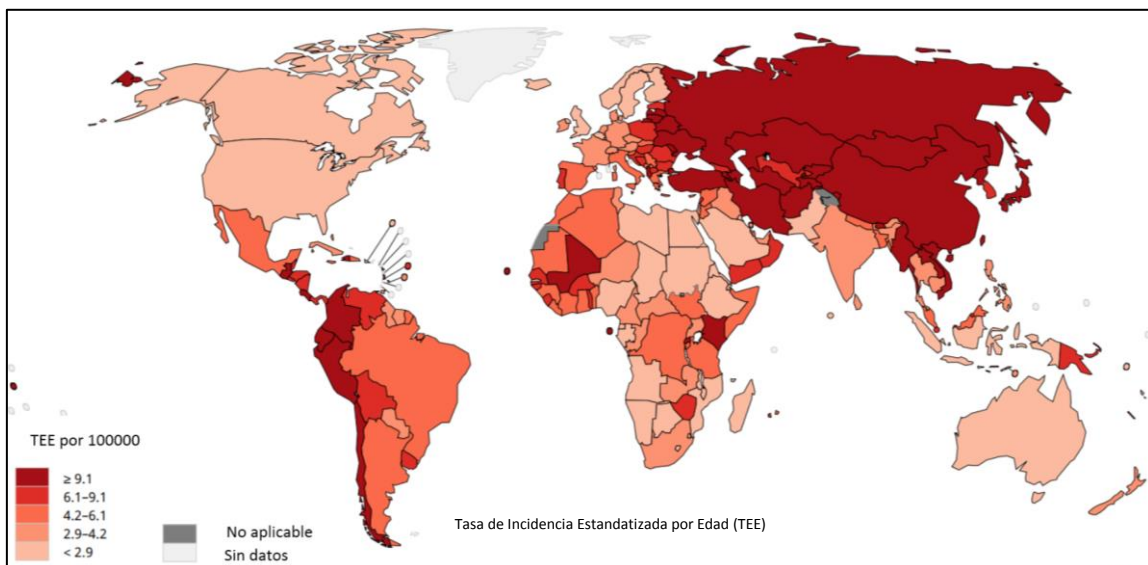 TEE por 100000
≥ 9.1
6.1–9.1
4.2–6.1
2.9–4.2
< 2.9
No aplicable
Sin datos
Tasa de Incidencia Estandatizada por Edad (TEE)